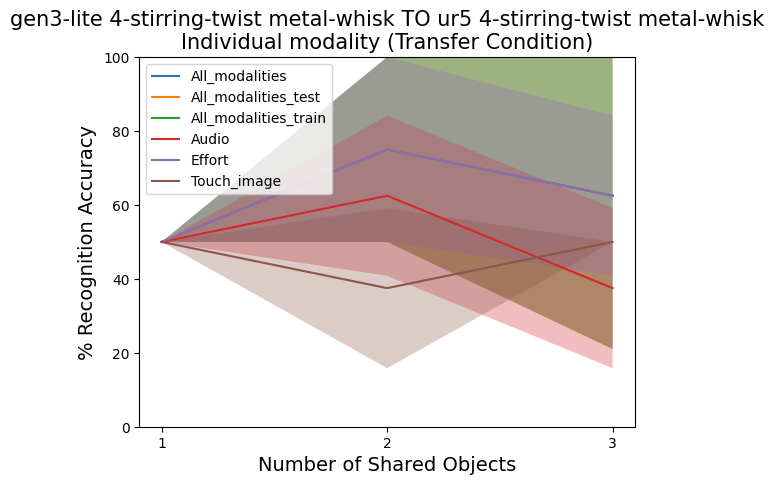 gen3-lite 4-stirring-twist metal-whisk TO ur5 4-stirring-twist metal-whisk
Individual modality (Transfer Condition)
100
80
60
40
20
0
% Recognition Accuracy
All_modalities
All_modalities_test
All_modalities_train
Audio
Effort
Touch_image
1
2
3
Number of Shared Objects